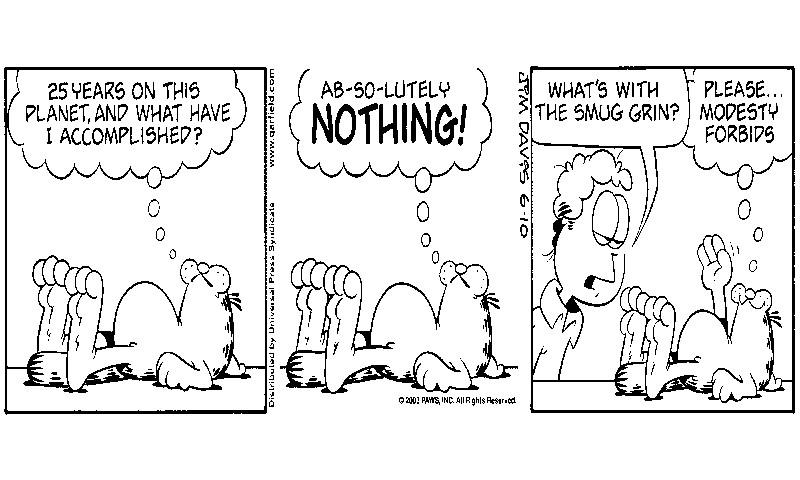 25 YEARS ON THIS
PLANET, AND WHAT HAVE
I ACCOMPLISHED?
www.garfield.com
Distributed by Universal Press Syndicate
AB-SO-LUTELY
NOTHING!
© 2003 PAWS, INC. All Rights Reserved.
JIM DAVIS 6-10
WHAT'S WITH
THE SMUG GRIN?
PLEASE...
MODESTY
FORBIDS